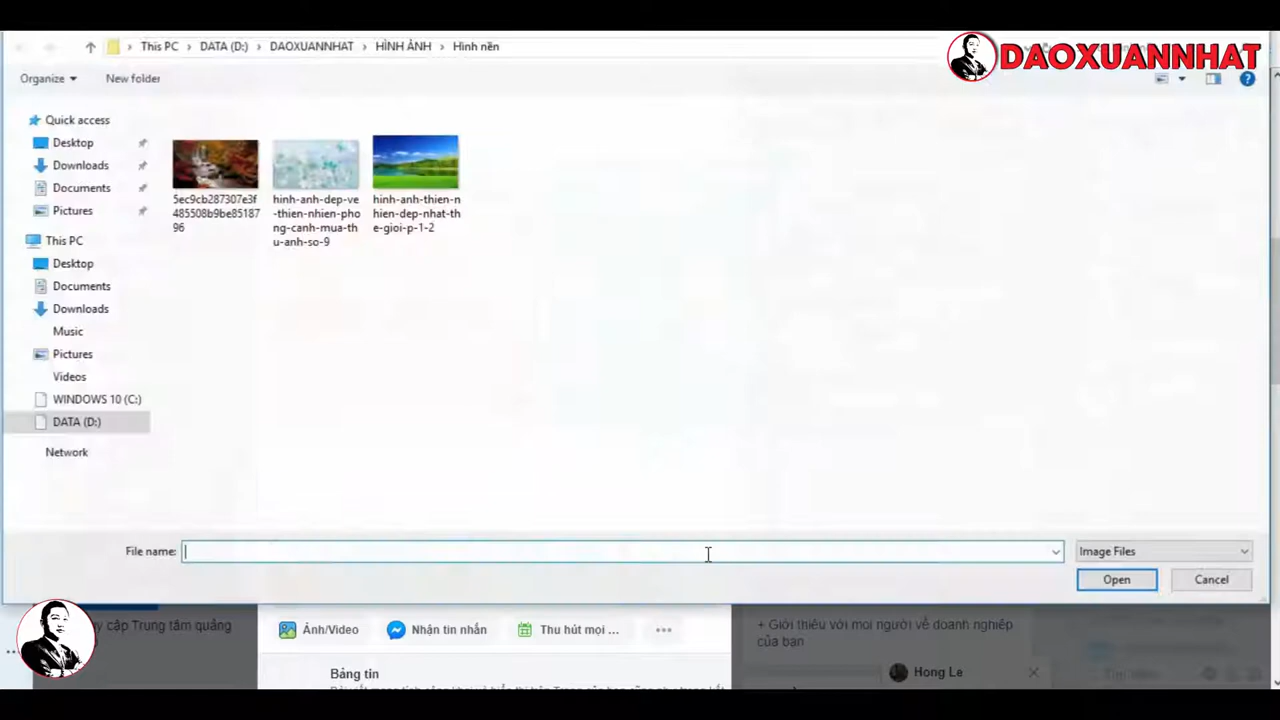 This PC > DATA (D:) > DAOXUANNHAT > HÌNH ẢNH > Hình nền
DAOXUANNHAT
Organize
New folder
Quick access
Desktop
Downloads
Documents
Pictures
This PC
Desktop
Documents
Downloads
Music
Pictures
Videos
WINDOWS 10 (C:)
DATA (D:)
Network
5ec9cb287307e3f
485508b9be85187
96
hinh-anh-dep-ve
-thien-nhien-pho
ng-canh-mua-th
u-anh-so-9
hinh-anh-thien-n
hien-dep-nhat-th
e-gioi-p-1-2
File name:
Image Files
Open
Cancel
cập Trung tâm quảng
Ảnh/Video
Nhận tin nhắn
Thu hút mọi ...
+ Giới thiệu với mọi người về doanh nghiệp
của bạn
Bảng tin
Hong Le